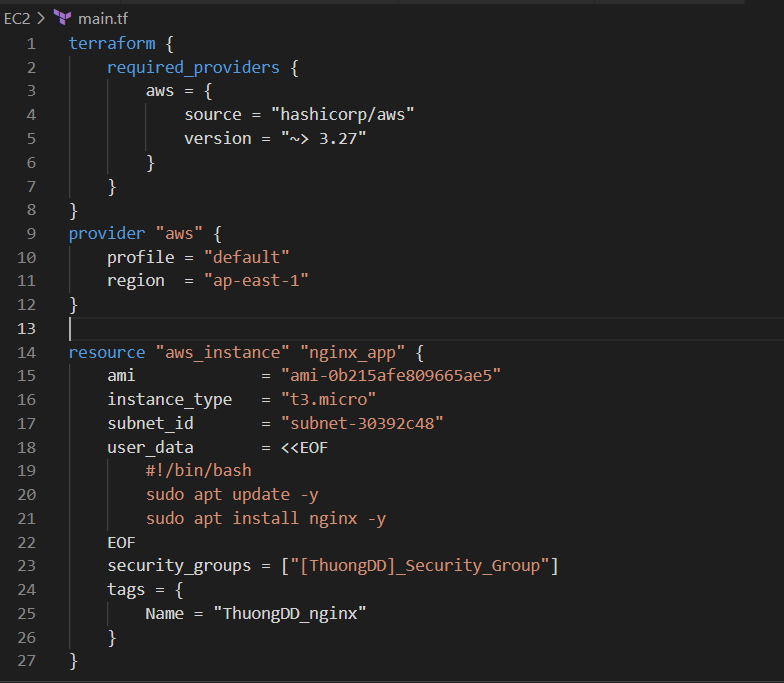 EC2 > main.tf
1 terraform {
2     required_providers {
3         aws = {
4             source = "hashicorp/aws"
5             version = "~> 3.27"
6         }
7     }
8 }
9 provider "aws" {
10     profile = "default"
11     region  = "ap-east-1"
12 }
13
14 resource "aws_instance" "nginx_app" {
15     ami             = "ami-0b215afe809665ae5"
16     instance_type   = "t3.micro"
17     subnet_id       = "subnet-30392c48"
18     user_data       = <<EOF
19         #!/bin/bash
20         sudo apt update -y
21         sudo apt install nginx -y
22     EOF
23     security_groups = ["[ThuongDD]_Security_Group"]
24     tags = {
25         Name = "ThuongDD_nginx"
26     }
27 }